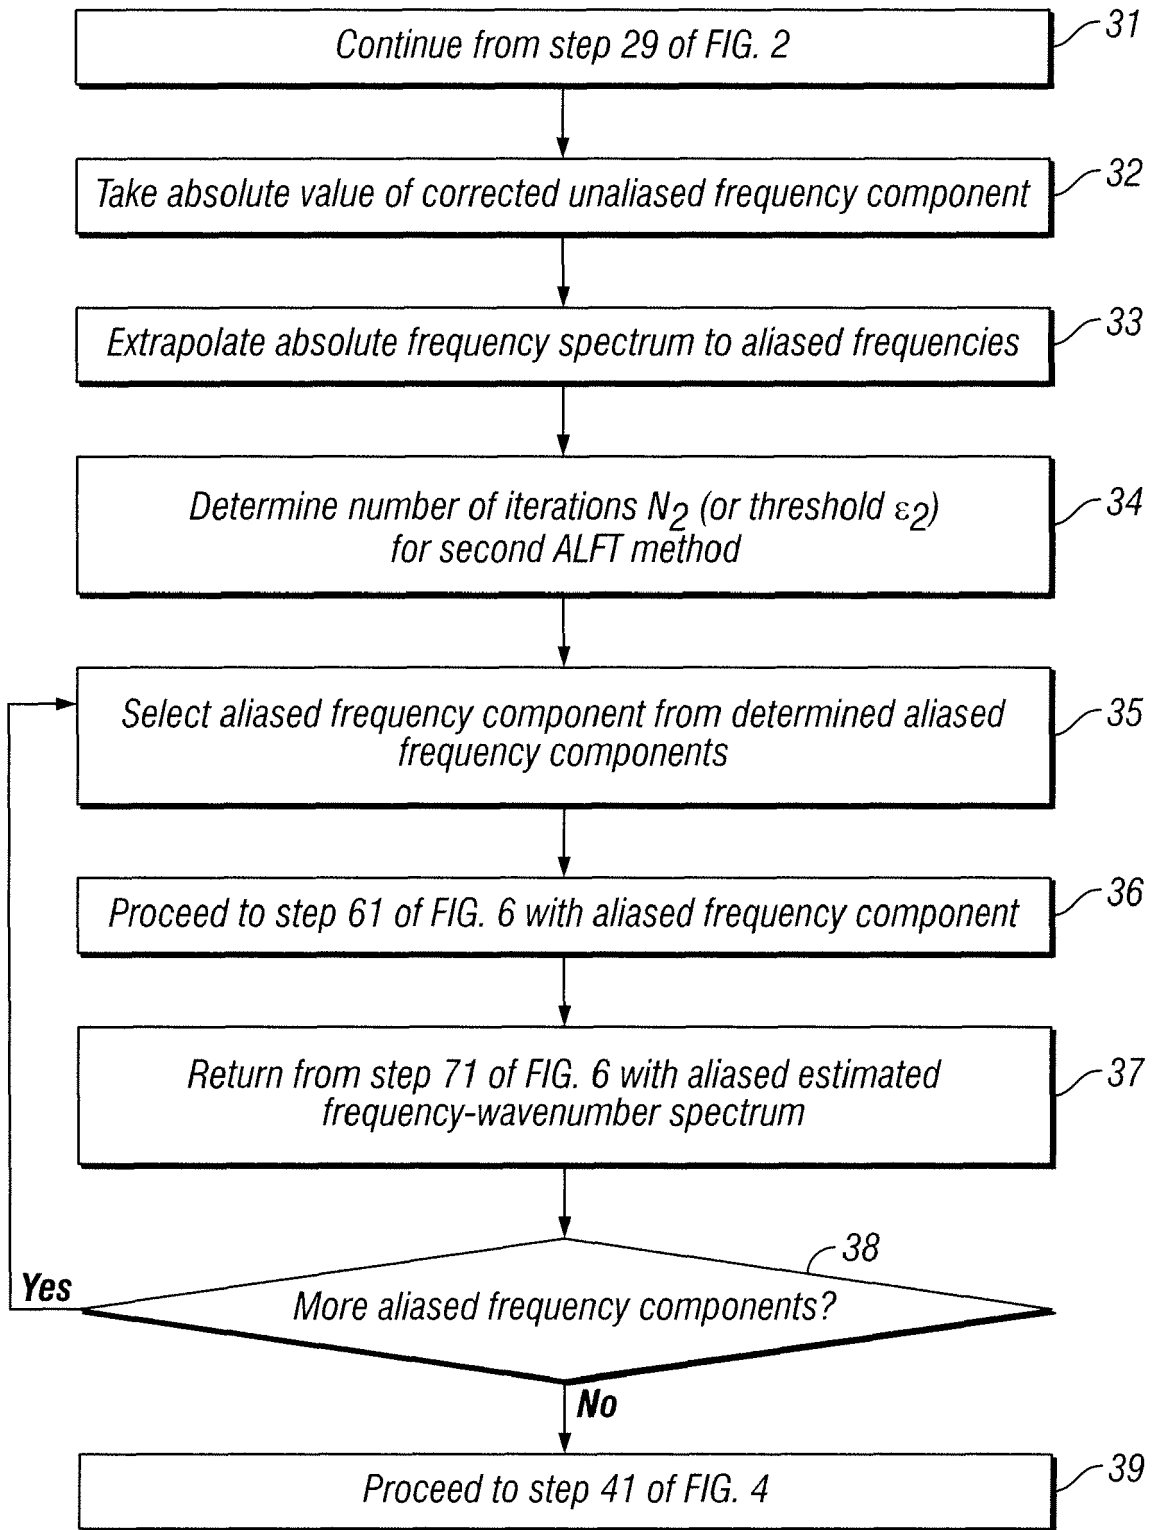 Continue from step 29 of FIG. 2
31
Take absolute value of corrected unaliased frequency component
32
Extrapolate absolute frequency spectrum to aliased frequencies
33
Determine number of iterations N2 (or threshold ε2)
for second ALFT method
34
Select aliased frequency component from determined aliased
frequency components
35
Proceed to step 61 of FIG. 6 with aliased frequency component
36
Return from step 71 of FIG. 6 with aliased estimated
frequency-wavenumber spectrum
37
38
Yes
More aliased frequency components?
No
Proceed to step 41 of FIG. 4
39